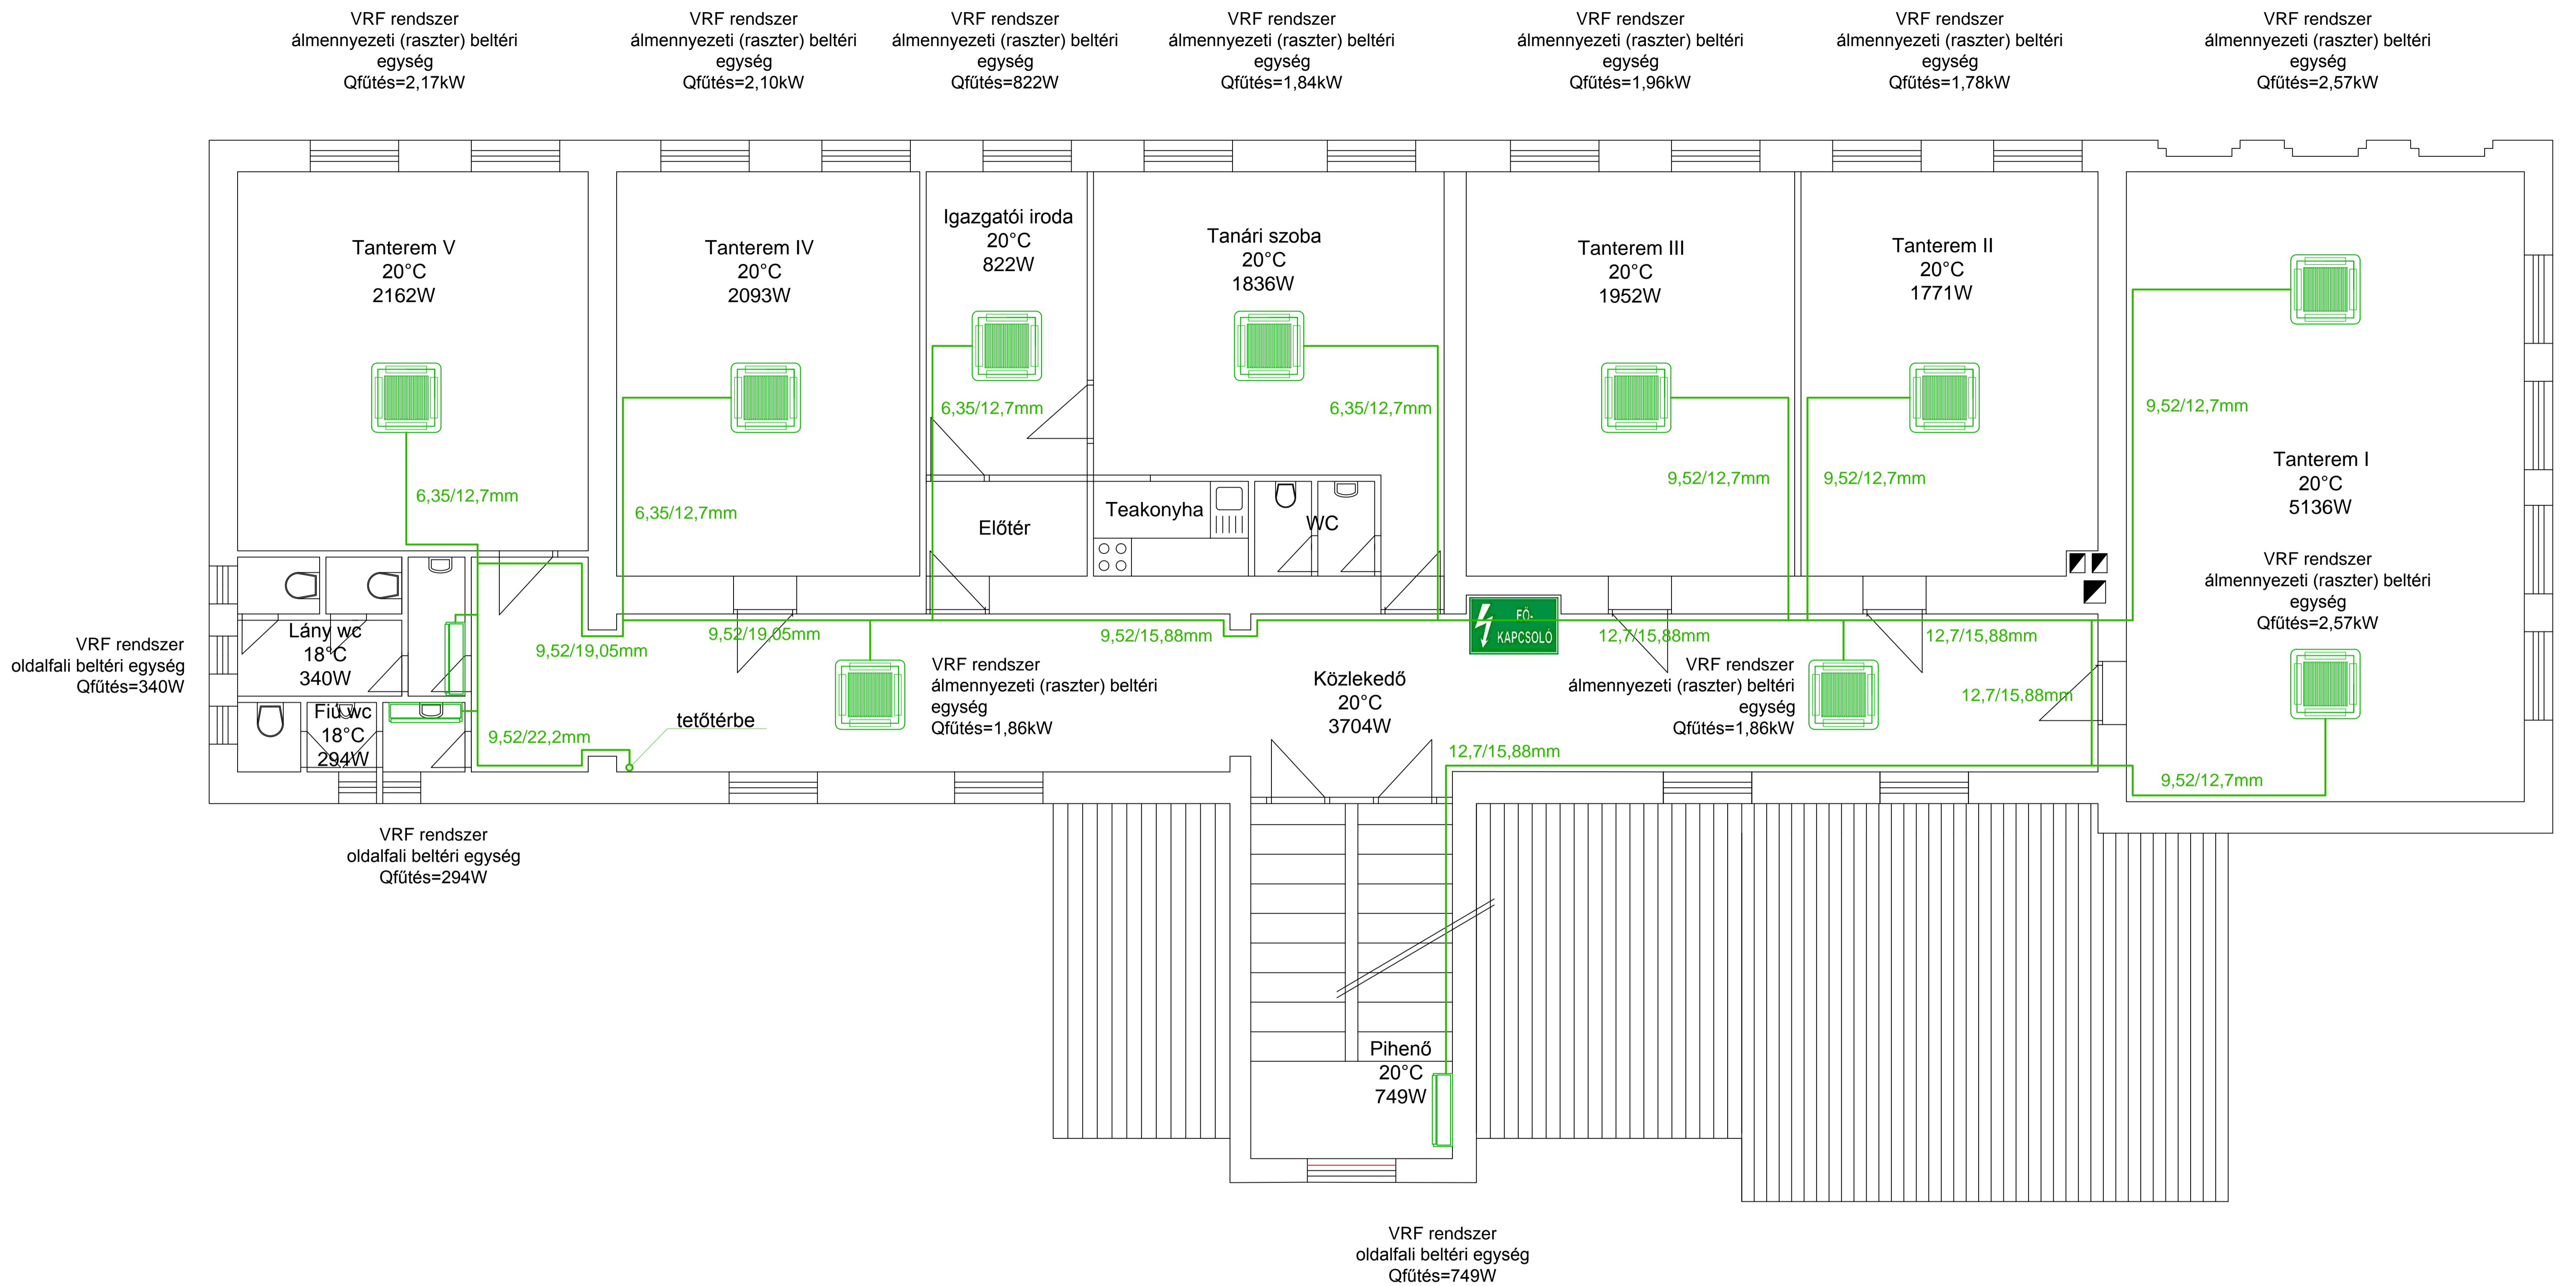 VRF rendszer
álmennyezeti (raszter) beltéri
egység
Qfűtés=2,17kW
VRF rendszer
álmennyezeti (raszter) beltéri
egység
Qfűtés=2,10kW
VRF rendszer
álmennyezeti (raszter) beltéri
egység
Qfűtés=822W
VRF rendszer
álmennyezeti (raszter) beltéri
egység
Qfűtés=1,84kW
VRF rendszer
álmennyezeti (raszter) beltéri
egység
Qfűtés=1,96kW
VRF rendszer
álmennyezeti (raszter) beltéri
egység
Qfűtés=1,78kW
VRF rendszer
álmennyezeti (raszter) beltéri
egység
Qfűtés=2,57kW
Tanterem V
20°C
2162W
6,35/12,7mm
Tanterem IV
20°C
2093W
6,35/12,7mm
Igazgatói iroda
20°C
822W
6,35/12,7mm
Előtér
Tanári szoba
20°C
1836W
6,35/12,7mm
Teakonyha
WC
Tanterem III
20°C
1952W
9,52/12,7mm
Tanterem II
20°C
1771W
9,52/12,7mm
9,52/12,7mm
Tanterem I
20°C
5136W
VRF rendszer
álmennyezeti (raszter) beltéri
egység
Qfűtés=2,57kW
9,52/12,7mm
VRF rendszer
oldalfali beltéri egység
Qfűtés=340W
Lány wc
18°C
340W
Fiú wc
18°C
294W
9,52/19,05mm
9,52/22,2mm
tetőtérbe
9,52/19,05mm
VRF rendszer
álmennyezeti (raszter) beltéri
egység
Qfűtés=1,86kW
9,52/15,88mm
Közlekedő
20°C
3704W
FŐ-
KAPCSOLÓ
12,7/15,88mm
VRF rendszer
álmennyezeti (raszter) beltéri
egység
Qfűtés=1,86kW
12,7/15,88mm
12,7/15,88mm
12,7/15,88mm
VRF rendszer
oldalfali beltéri egység
Qfűtés=294W
Pihenő
20°C
749W
VRF rendszer
oldalfali beltéri egység
Qfűtés=749W